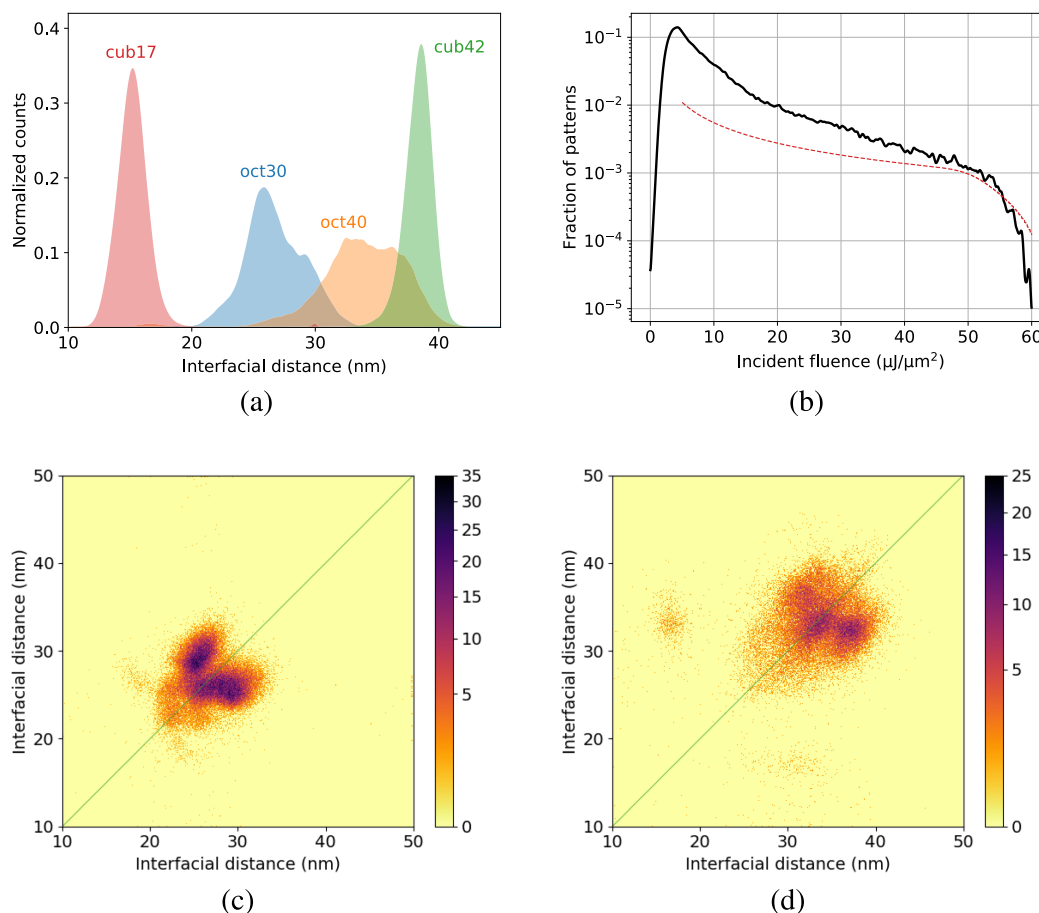 0.4
0.3
0.2
0.1
0.0
Normalized counts
cub17
oct30
oct40
cub42
10 20 30 40
Interfacial distance (nm)
(a)
10⁻¹
10⁻²
10⁻³
10⁻⁴
10⁻⁵
Fraction of patterns
0 10 20 30 40 50 60
Incident fluence (μJ/μm²)
(b)
50
40
30
20
10
Interfacial distance (nm)
10 20 30 40 50
Interfacial distance (nm)
35
30
25
20
15
10
5
0
(c)
50
40
30
20
10
Interfacial distance (nm)
10 20 30 40 50
Interfacial distance (nm)
25
20
15
10
5
0
(d)